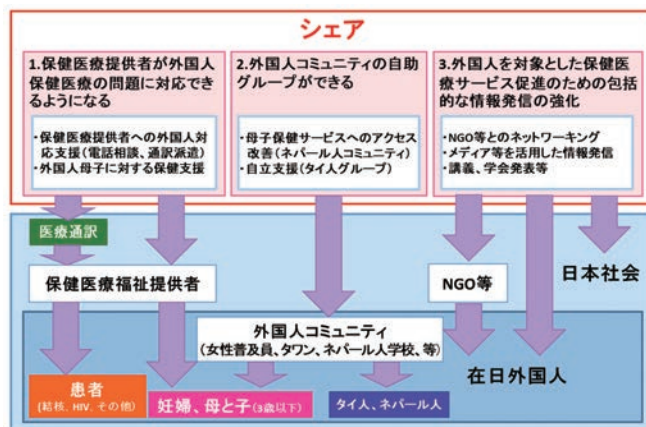 シェア
1.保健医療提供者が外国人
保健医療の問題に対応でき
るようになる
・保健医療提供者への外国人対
応支援(電話相談、通訳派遣)
・外国人母子に対する保健支援
2.外国人コミュニティの自助
グループができる
・母子保健サービスへのアクセス
改善(ネパール人コミュニティ)
・自立支援(タイ人グループ)
3.外国人を対象とした保健医
療サービス促進のための包括
的な情報発信の強化
・NGO等とのネットワーキング
・メディア等を活用した情報発信
・講義、学会発表等
医療通訳
保健医療福祉提供者
NGO等
日本社会
外国人コミュニティ
(女性普及員、タワン、ネパール人学校、等)
在日外国人
患者
(結核、HIV、その他)
妊婦、母と子(3歳以下)
タイ人、ネパール人